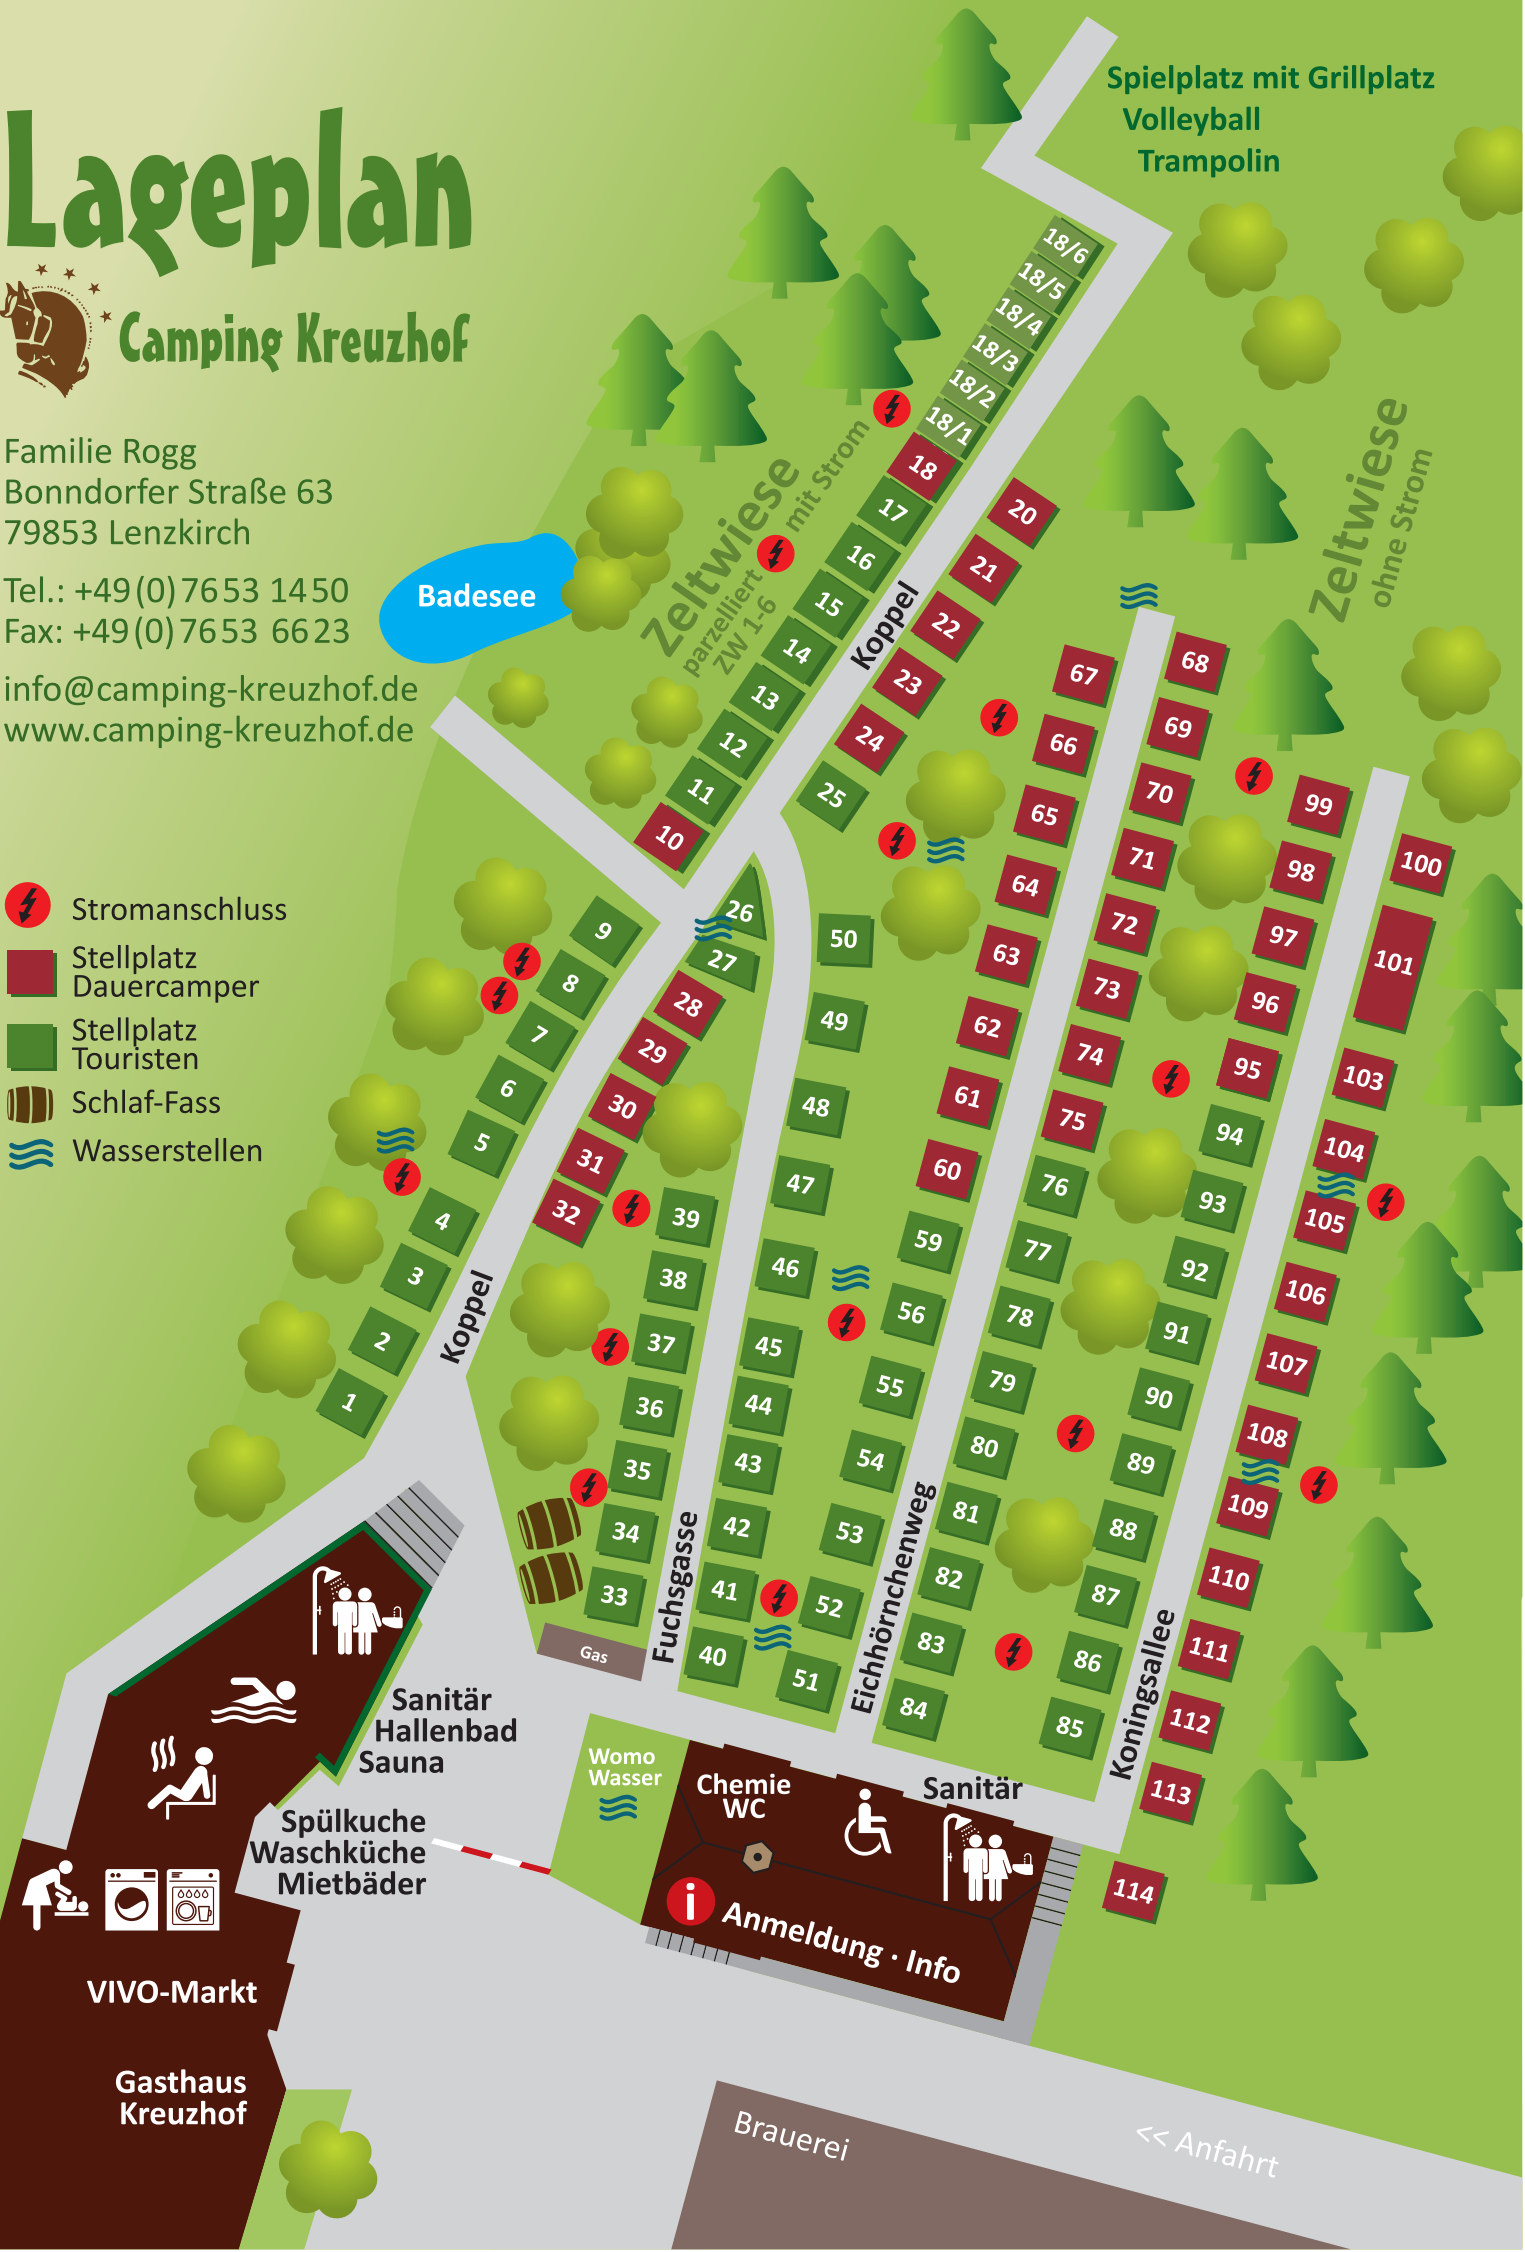 Lageplan
Camping Kreuzhof
Familie Rogg
Bonndorfer Straße 63
79853 Lenzkirch
Tel.: +49(0)7653 1450
Fax: +49(0)7653 6623
info@camping-kreuzhof.de
www.camping-kreuzhof.de
Stromanschluss
Stellplatz
Dauercamper
Stellplatz
Touristen
Schlaf-Fass
Wasserstellen
Spielplatz mit Grillplatz
Volleyball
Trampolin
Badesee
Zeltwiese
parzelliert mit Strom
ZW 1-6
Zeltwiese
ohne Strom
18/6
18/5
18/4
18/3
18/2
18/1
18
17
16
15
14
13
12
11
10
Koppel
20
21
22
23
24
25
9
8
7
6
5
4
3
2
1
Koppel
26
27
28
29
30
31
32
39
38
37
36
35
34
33
Gas
Fuchsgasse
50
49
48
47
46
45
44
43
42
41
40
67
66
65
64
63
62
61
60
59
56
55
54
53
52
51
Eichhörnchenweg
68
69
70
71
72
73
74
75
76
77
78
79
80
81
82
83
84
99
98
97
96
95
94
93
92
91
90
89
88
87
86
85
Koningsallee
100
101
103
104
105
106
107
108
109
110
111
112
113
114
Sanitär
Hallenbad
Sauna
Spülkuche
Waschküche
Mietbäder
VIVO-Markt
Gasthaus
Kreuzhof
Womo
Wasser
Chemie
WC
Sanitär
i
Anmeldung · Info
Brauerei
<< Anfahrt